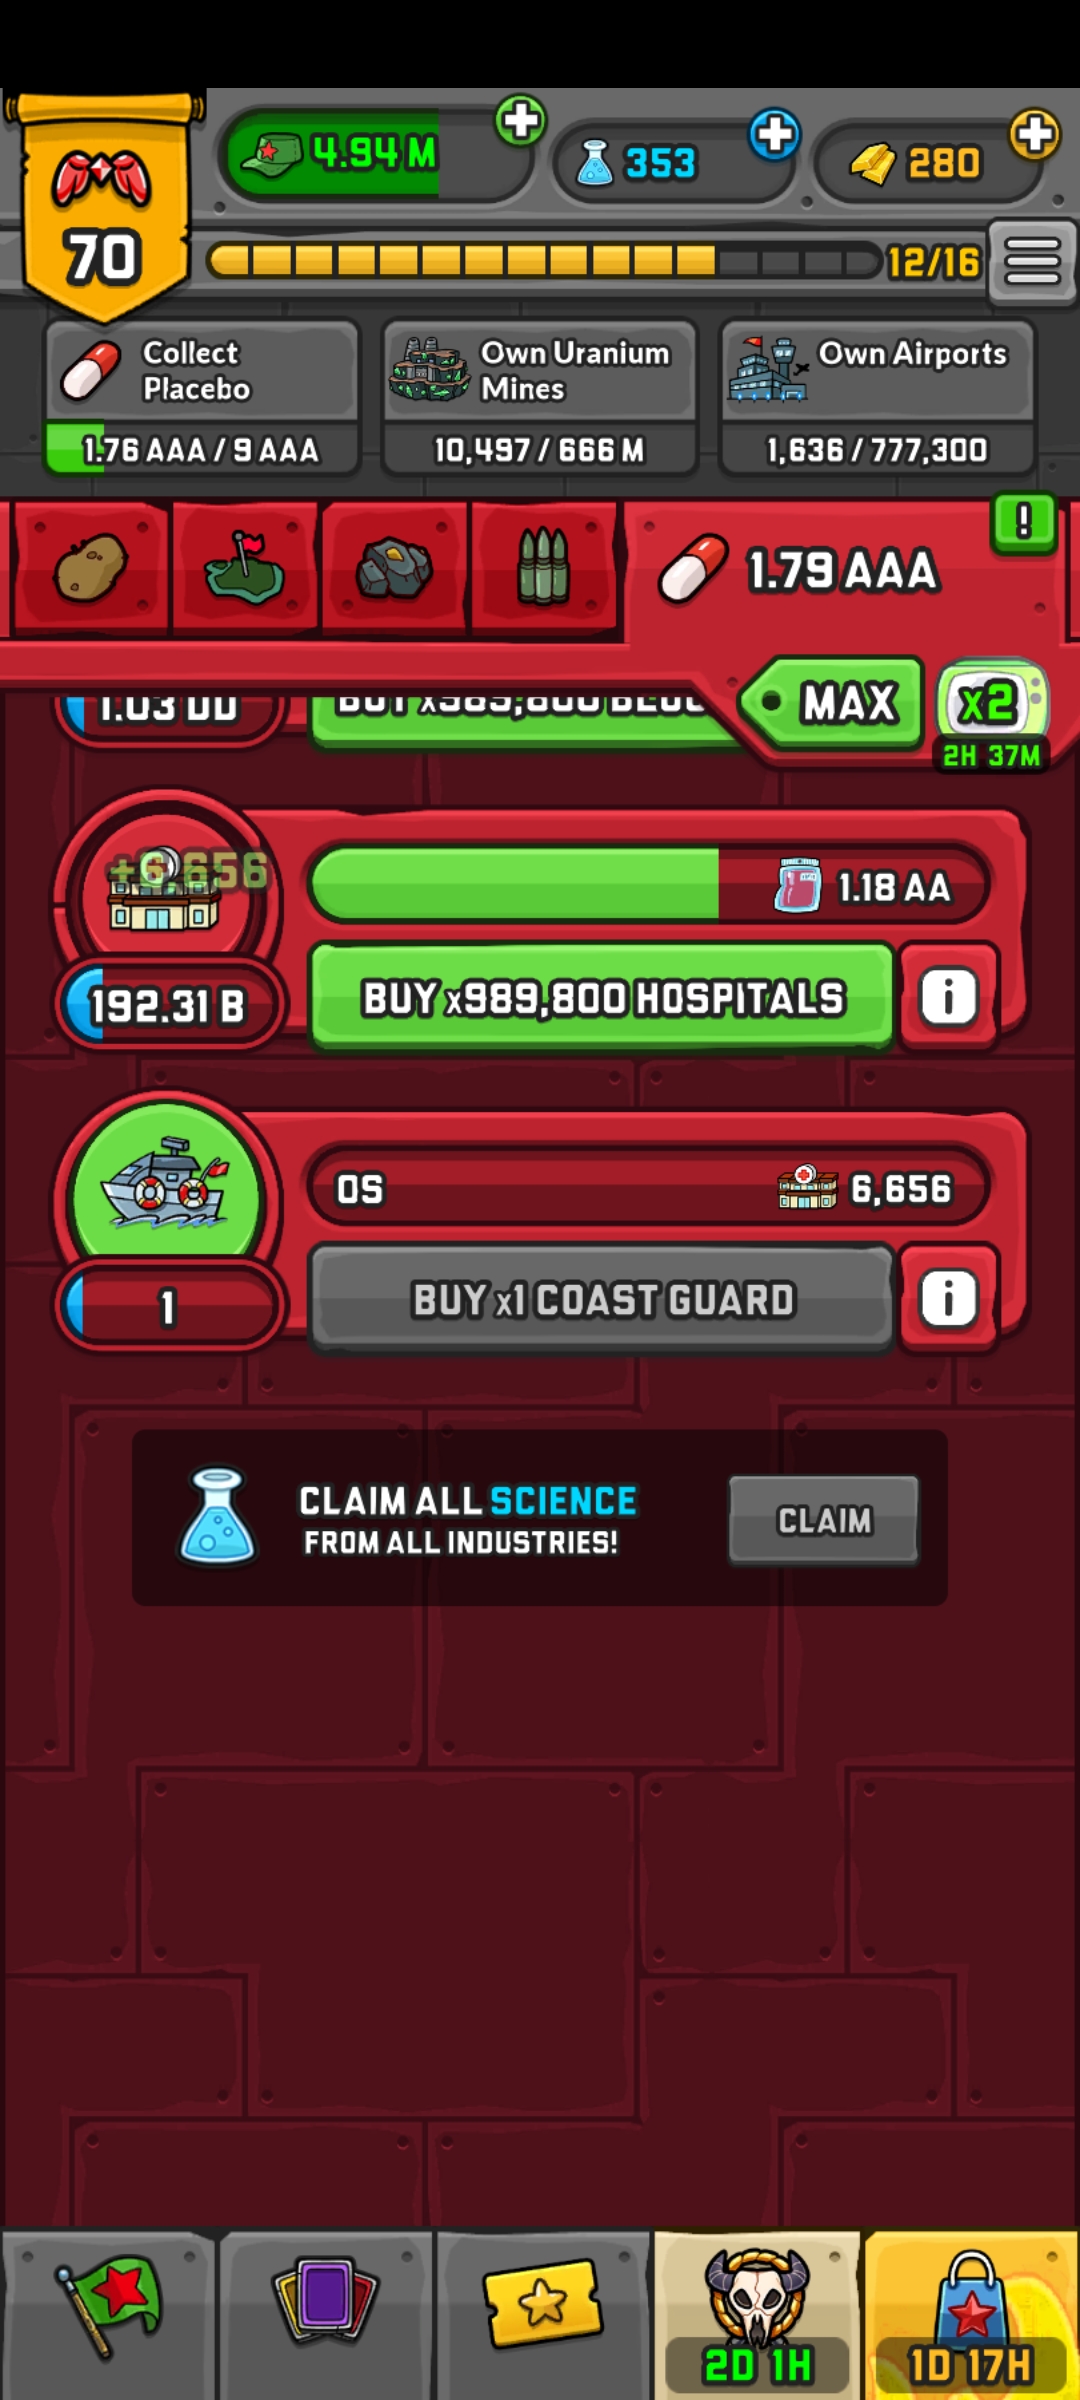 4.94 M
353
280
70
12/16
Collect
Placebo
1.76 AAA / 9 AAA
Own Uranium
Mines
10,497 / 666 M
Own Airports
1,636 / 777,300
!
1.79 AAA
MAX
x2
2H 37M
1.03 DD
BUY x989,800
+6,656
1.18 AA
192.31 B
BUY x989,800 HOSPITALS
i
0S
6,656
1
BUY x1 COAST GUARD
i
CLAIM ALL SCIENCE
FROM ALL INDUSTRIES!
CLAIM
2D 1H
1D 17H